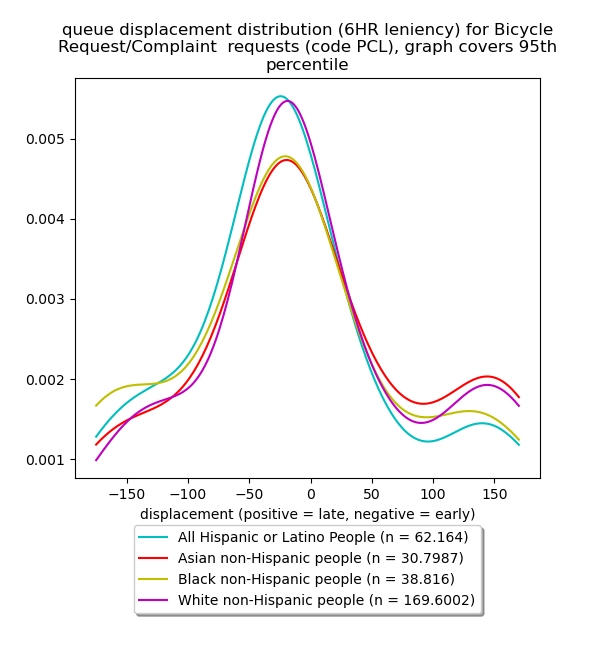 queue displacement distribution (6HR leniency) for Bicycle
Request/Complaint  requests (code PCL), graph covers 95th
percentile
0.005
0.004
0.003
0.002
0.001
−150 −100 −50 0 50 100 150
displacement (positive = late, negative = early)
All Hispanic or Latino People (n = 62.164)
Asian non-Hispanic people (n = 30.7987)
Black non-Hispanic people (n = 38.816)
White non-Hispanic people (n = 169.6002)